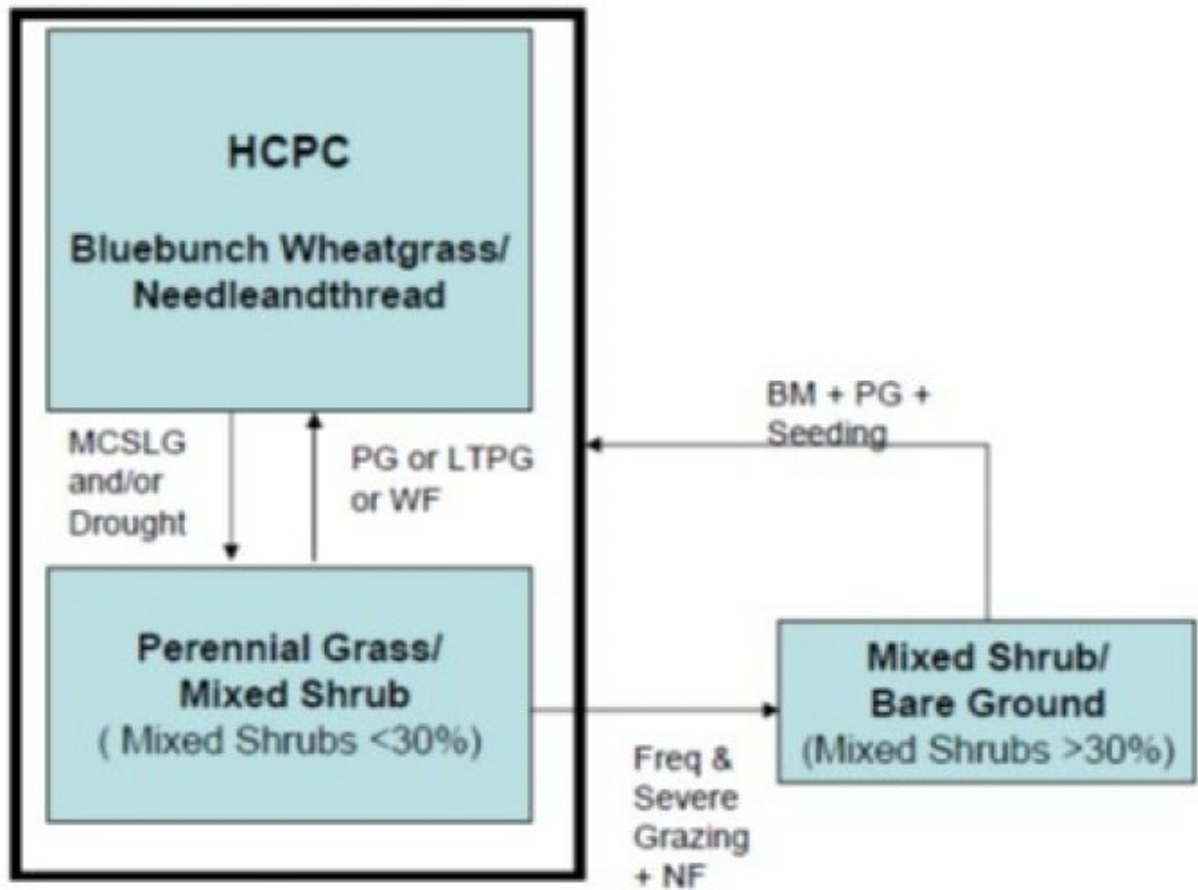 HCPC
Bluebunch Wheatgrass/
Needleandthread
MCSLG
and/or
Drought
PG or LTPG
or WF
BM + PG +
Seeding
Perennial Grass/
Mixed Shrub
( Mixed Shrubs <30%)
Mixed Shrub/
Bare Ground
(Mixed Shrubs >30%)
Freq &
Severe
Grazing
+ NF